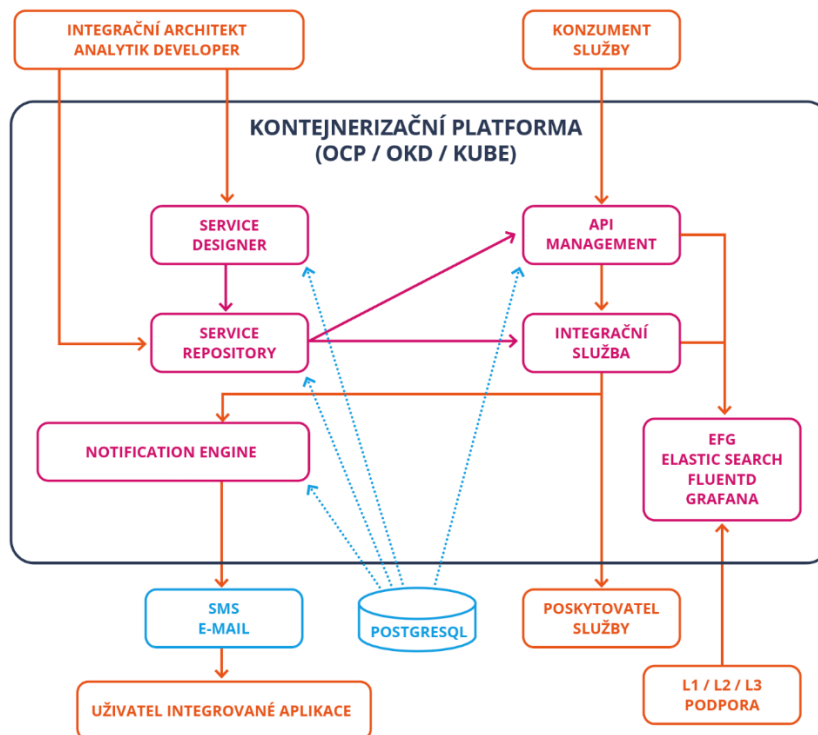 INTEGRAČNÍ ARCHITEKT
ANALYTIK DEVELOPER
KONZUMENT
SLUŽBY
KONTEJNERIZAČNÍ PLATFORMA
(OCP / OKD / KUBE)
SERVICE
DESIGNER
API
MANAGEMENT
SERVICE
REPOSITORY
INTEGRAČNÍ
SLUŽBA
NOTIFICATION ENGINE
EFG
ELASTIC SEARCH
FLUENTD
GRAFANA
SMS
E-MAIL
POSTGRESQL
POSKYTOVATEL
SLUŽBY
L1 / L2 / L3
PODPORA
UŽIVATEL INTEGROVANÉ APLIKACE